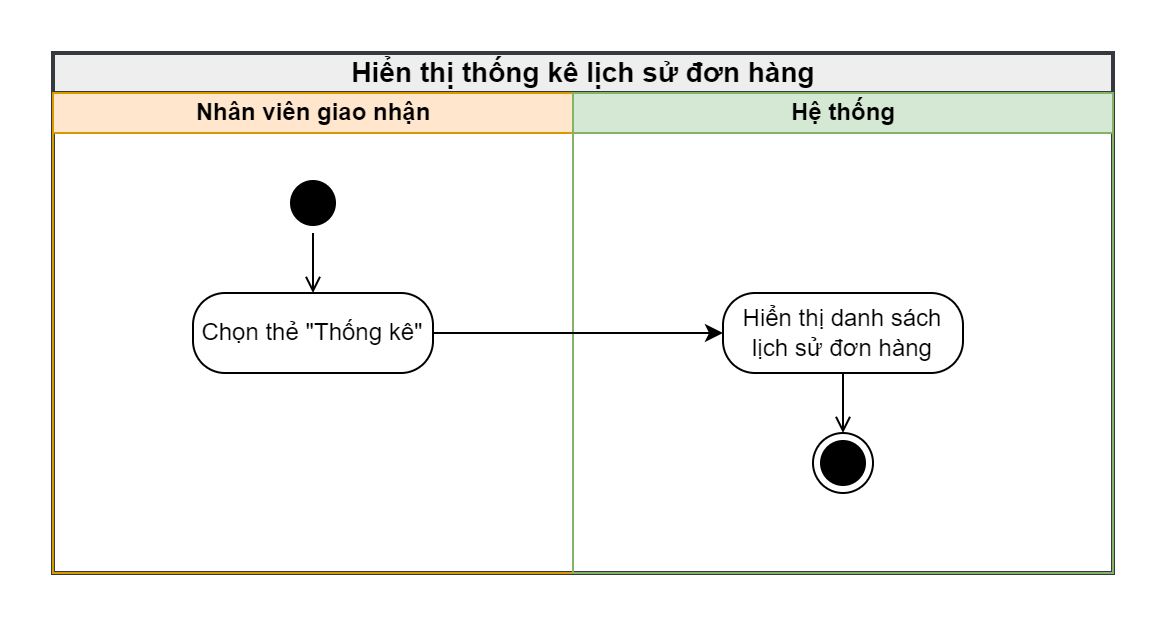 Hiển thị thống kê lịch sử đơn hàng
Nhân viên giao nhận
Hệ thống
Chọn thẻ "Thống kê"
Hiển thị danh sách
lịch sử đơn hàng